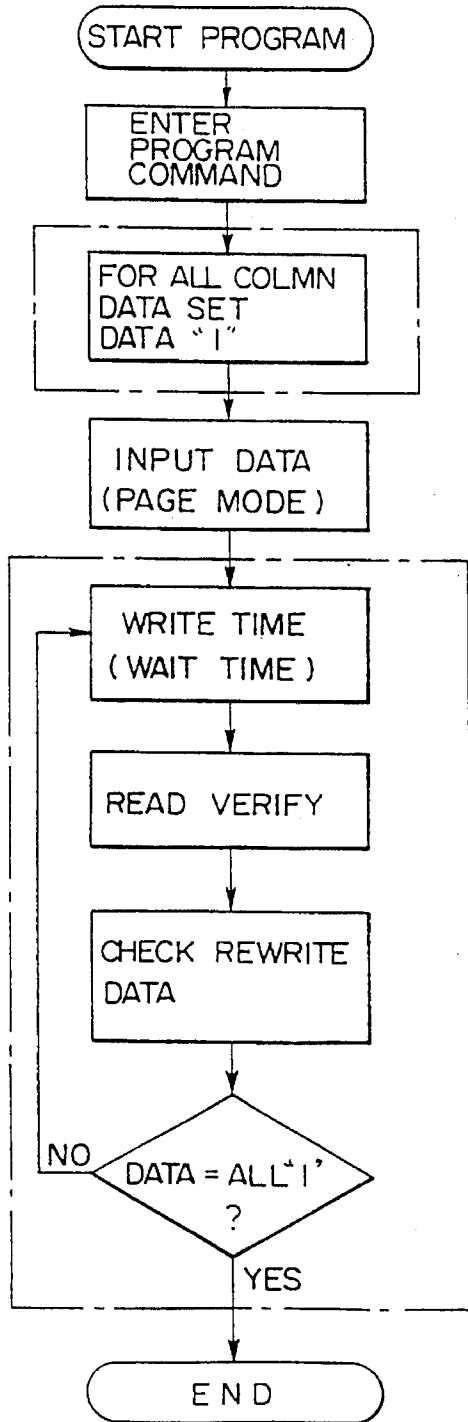 START PROGRAM
ENTER
PROGRAM
COMMAND
FOR ALL COLMN
DATA SET
DATA "1"
INPUT DATA
(PAGE MODE)
WRITE TIME
(WAIT TIME)
READ VERIFY
CHECK REWRITE
DATA
NO
DATA = ALL "1"
?
YES
END